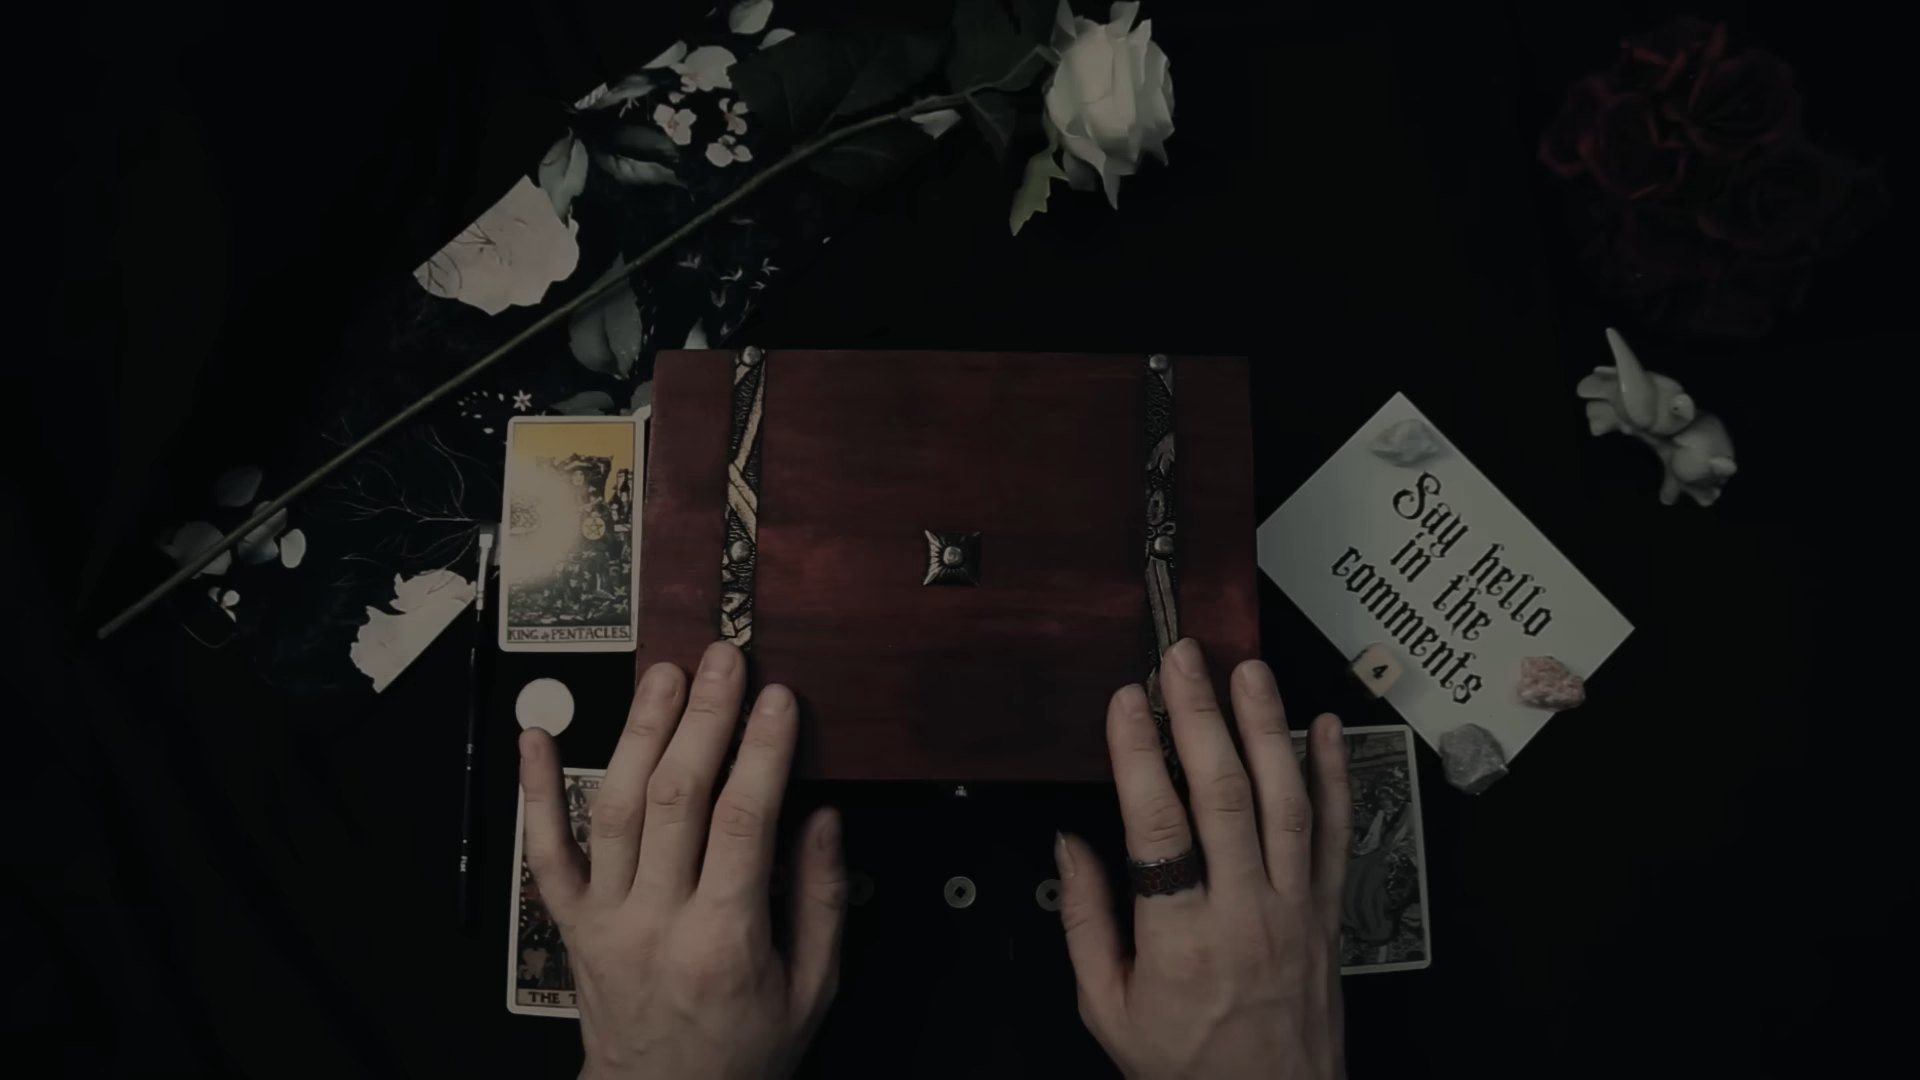 KING of PENTACLES.
Say hello
in the
comments
4
THE T